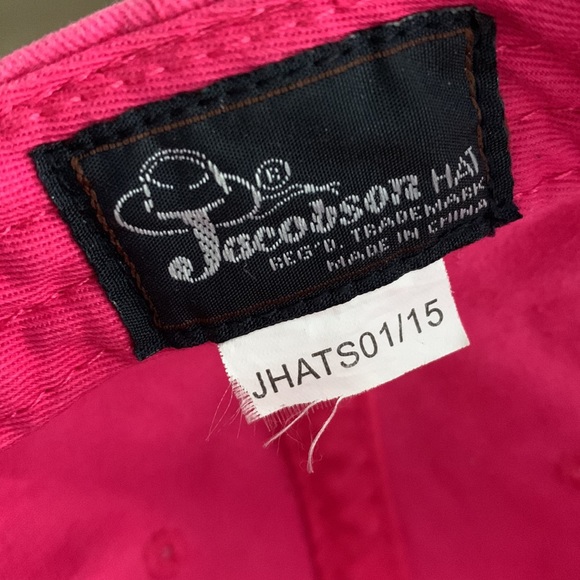 ® Jacobson HAT
REG'D. TRADEMARK
MADE IN CHINA
JHATS01/15